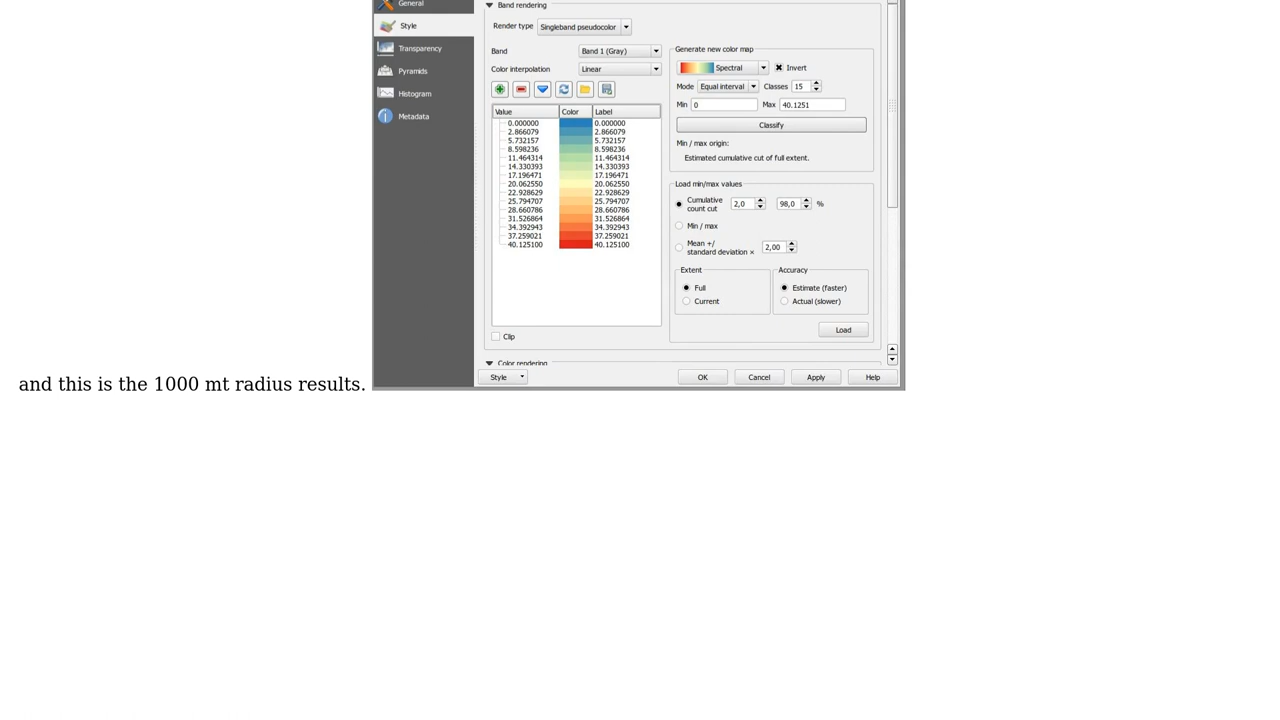 General
Band rendering
Style
Render type Singleband pseudocolor
Transparency
Band Band 1 (Gray)
Generate new color map
Pyramids
Color interpolation Linear
Spectral Invert
Histogram
Mode Equal interval Classes 15
Min 0 Max 40.1251
Metadata
Value Color Label
Classify
0.000000 0.000000
2.866079 2.866079
5.732157 5.732157
8.598236 8.598236
11.464314 11.464314
14.330393 14.330393
17.196471 17.196471
20.062550 20.062550
22.928629 22.928629
25.794707 25.794707
28.660786 28.660786
31.526864 31.526864
34.392943 34.392943
37.259021 37.259021
40.125100 40.125100
Min / max origin:
Estimated cumulative cut of full extent.
Load min/max values
Cumulative
count cut 2,0 98,0 %
Min / max
Mean +/
standard deviation × 2,00
Extent
Full
Current
Accuracy
Estimate (faster)
Actual (slower)
Load
Clip
Color rendering
Style OK Cancel Apply Help
and this is the 1000 mt radius results.